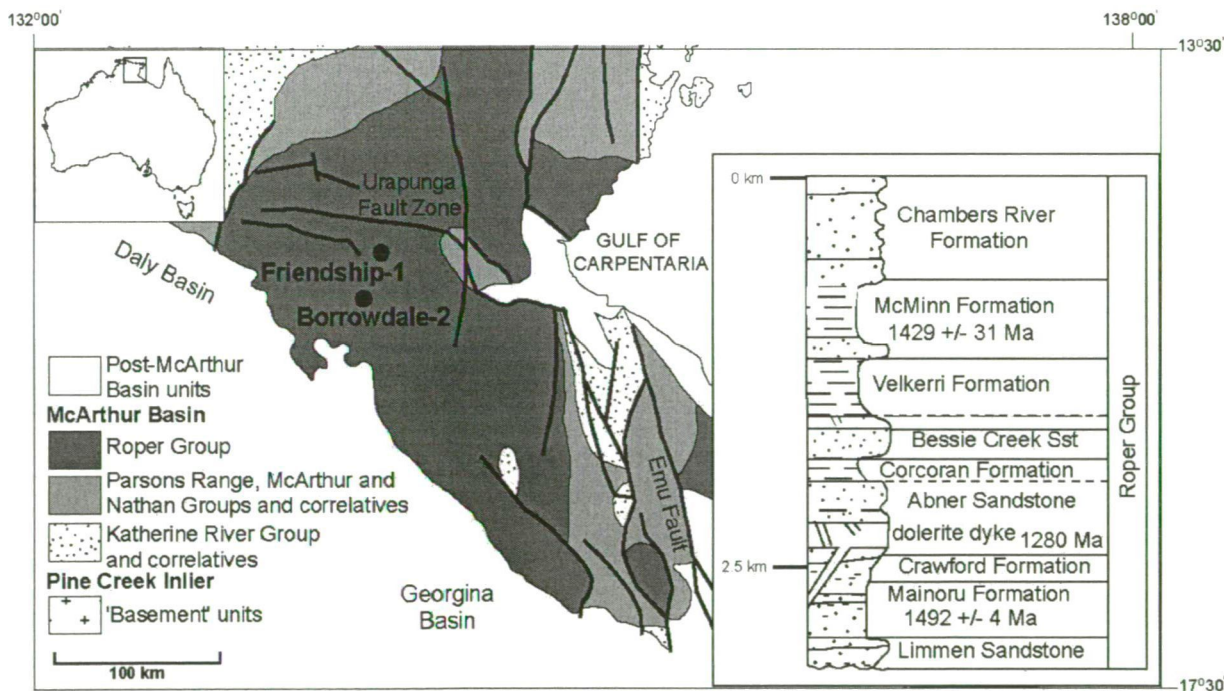 132°00'
138°00'
13°30'
Urapunga
Fault Zone
Daly Basin
Friendship-1
Borrowdale-2
GULF OF
CARPENTARIA
Emu Fault
Georgina
Basin
Post-McArthur
Basin units
McArthur Basin
Roper Group
Parsons Range, McArthur and
Nathan Groups and correlatives
Katherine River Group
and correlatives
Pine Creek Inlier
'Basement' units
100 km
0 km
2.5 km
Chambers River
Formation
McMinn Formation
1429 +/- 31 Ma
Velkerri Formation
Bessie Creek Sst
Corcoran Formation
Abner Sandstone
dolerite dyke 1280 Ma
Crawford Formation
Mainoru Formation
1492 +/- 4 Ma
Limmen Sandstone
Roper Group
17°30